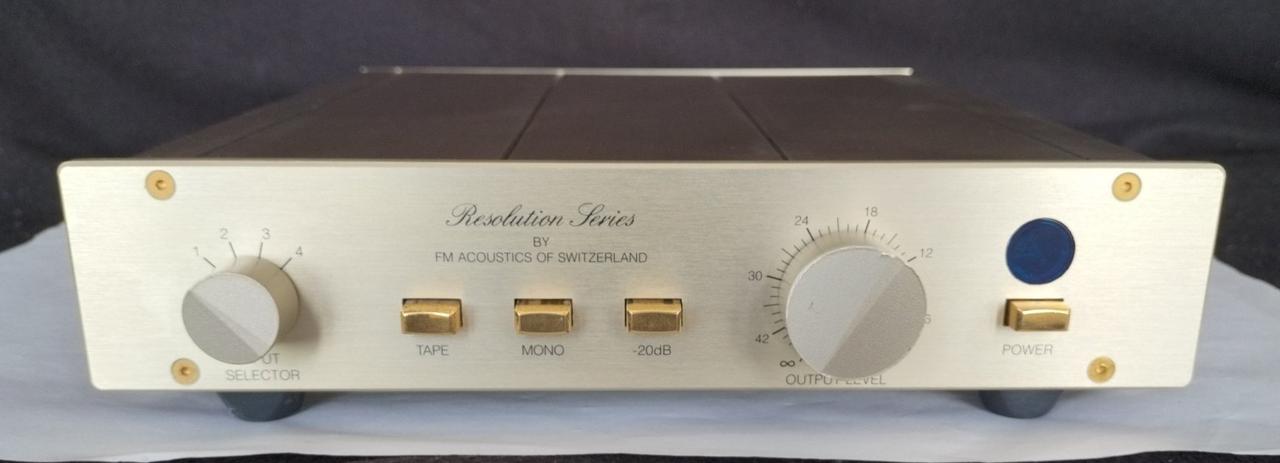 Resolution Series
BY
FM ACOUSTICS OF SWITZERLAND
1 2 3 4
SELECTOR
TAPE
MONO
-20dB
42 30 24 18 12
∞
OUTPUT LEVEL
POWER